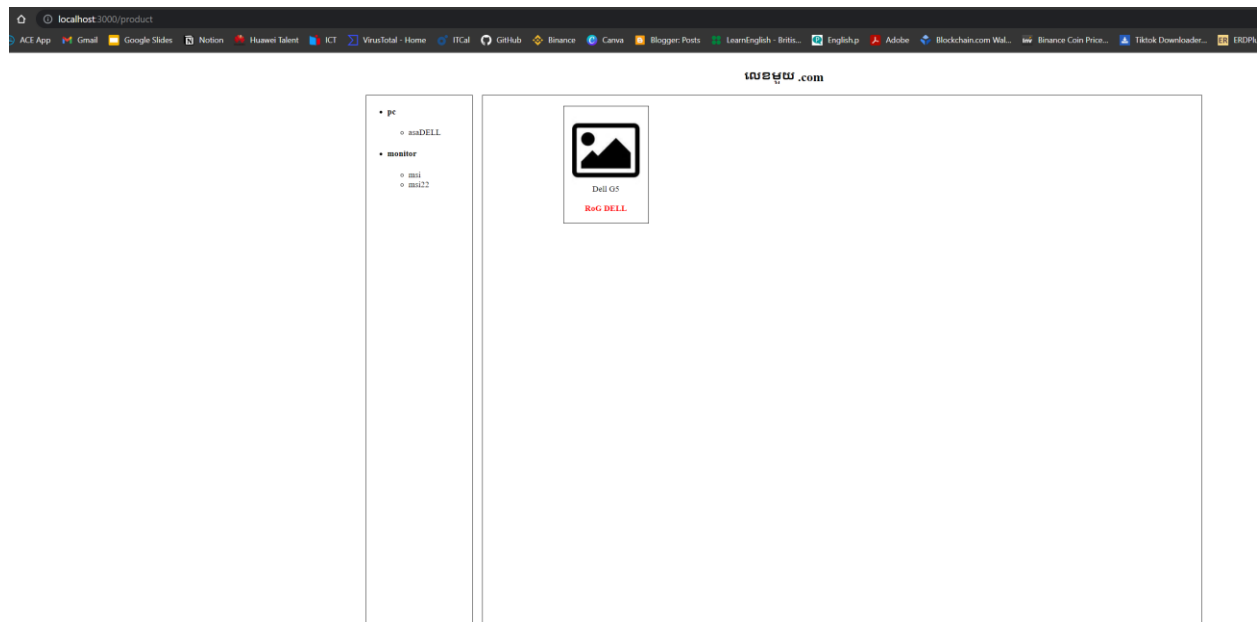 localhost:3000/product
ACE App Gmail Google Slides Notion Huawei Talent ICT VirusTotal - Home ITCal GitHub Binance Canva Blogger: Posts LearnEnglish - Britis... English.p Adobe Blockchain.com Wal... Binance Coin Price... Tiktok Downloader... ERDPlu
លេខមួយ .com
pc
asaDELL
monitor
msi
msi22
Dell G5
RoG DELL